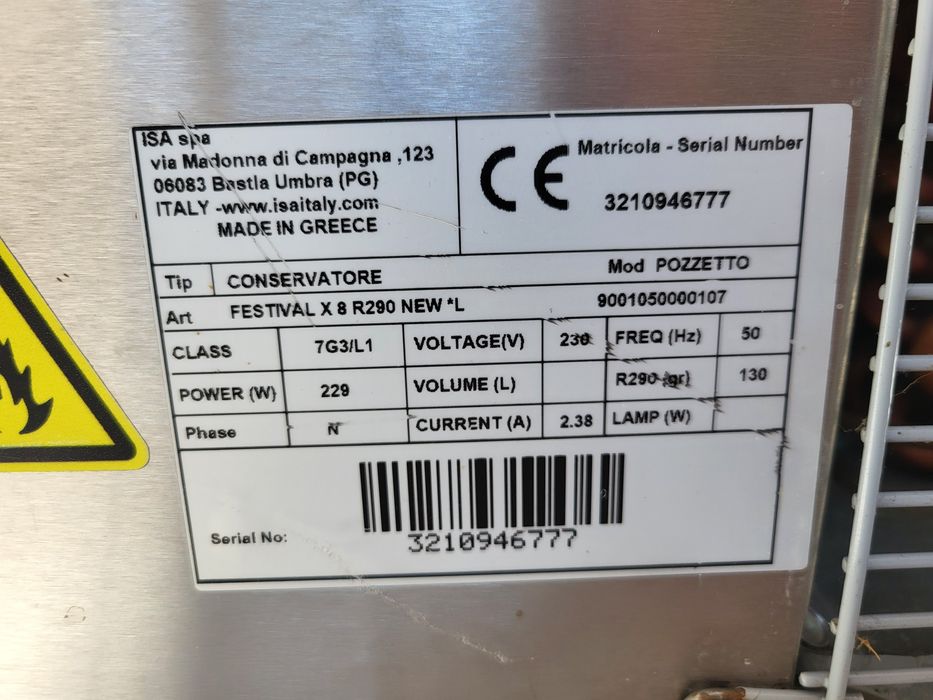 ISA spa
via Madonna di Campagna ,123
06083 Bastia Umbra (PG)
ITALY -www.isaitaly.com
MADE IN GREECE
CE
Matricola - Serial Number
3210946777
Tip CONSERVATORE Mod POZZETTO
Art FESTIVAL X 8 R290 NEW *L 9001050000107
CLASS 7G3/L1 VOLTAGE(V) 230 FREQ (Hz) 50
POWER (W) 229 VOLUME (L) R290 (gr) 130
Phase N CURRENT (A) 2.38 LAMP (W)
Serial No: 3210946777